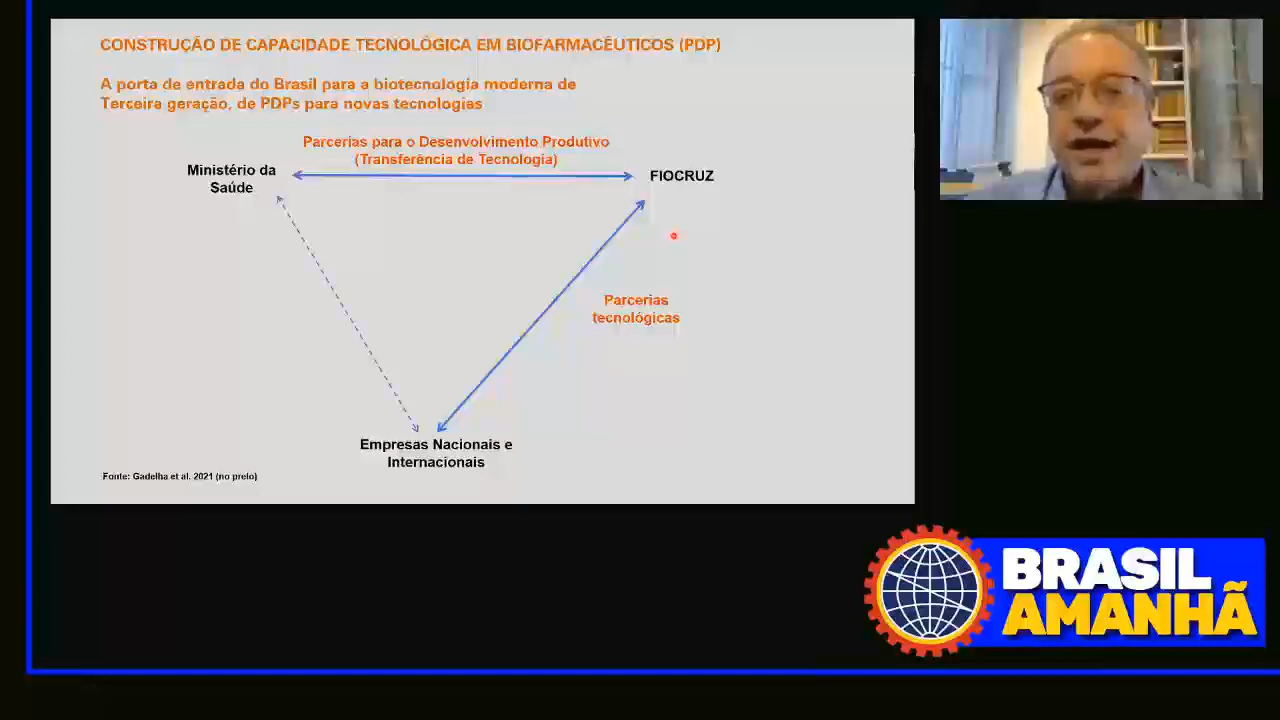 CONSTRUÇÃO DE CAPACIDADE TECNOLÓGICA EM BIOFARMACÊUTICOS (PDP)
A porta de entrada do Brasil para a biotecnologia moderna de
Terceira geração, de PDPs para novas tecnologias
Parcerias para o Desenvolvimento Produtivo
(Transferência de Tecnologia)
Ministério da
Saúde
FIOCRUZ
Parcerias
tecnológicas
Empresas Nacionais e
Internacionais
Fonte: Gadelha et al. 2021 (no prelo)
BRASIL
AMANHÃ